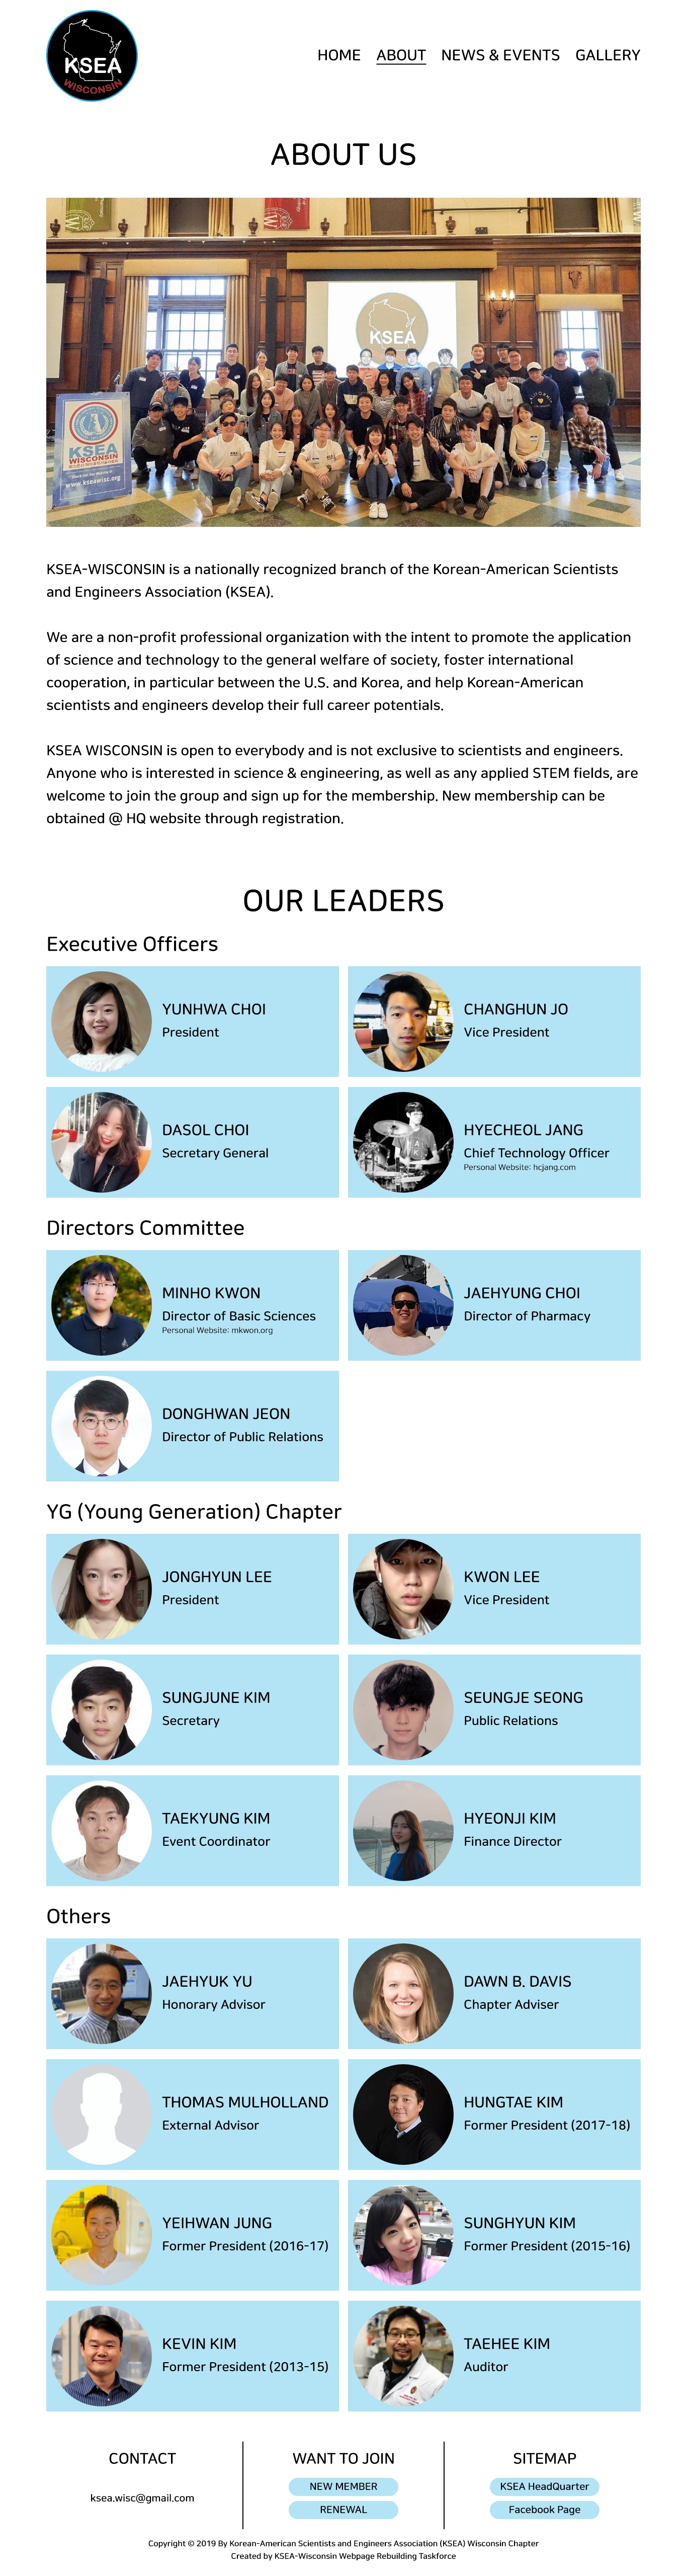 KSEA
WISCONSIN
HOME ABOUT NEWS & EVENTS GALLERY
ABOUT US
KSEA
KSEA
WISCONSIN
www.kseawisc.org
KSEA-WISCONSIN is a nationally recognized branch of the Korean-American Scientists
and Engineers Association (KSEA).
We are a non-profit professional organization with the intent to promote the application
of science and technology to the general welfare of society, foster international
cooperation, in particular between the U.S. and Korea, and help Korean-American
scientists and engineers develop their full career potentials.
KSEA WISCONSIN is open to everybody and is not exclusive to scientists and engineers.
Anyone who is interested in science & engineering, as well as any applied STEM fields, are
welcome to join the group and sign up for the membership. New membership can be
obtained @ HQ website through registration.
OUR LEADERS
Executive Officers
YUNHWA CHOI
President
CHANGHUN JO
Vice President
DASOL CHOI
Secretary General
HYECHEOL JANG
Chief Technology Officer
Personal Website: hcjang.com
Directors Committee
MINHO KWON
Director of Basic Sciences
Personal Website: mkwon.org
JAEHYUNG CHOI
Director of Pharmacy
DONGHWAN JEON
Director of Public Relations
YG (Young Generation) Chapter
JONGHYUN LEE
President
KWON LEE
Vice President
SUNGJUNE KIM
Secretary
SEUNGJE SEONG
Public Relations
TAEKYUNG KIM
Event Coordinator
HYEONJI KIM
Finance Director
Others
JAEHYUK YU
Honorary Advisor
DAWN B. DAVIS
Chapter Adviser
THOMAS MULHOLLAND
External Advisor
HUNGTAE KIM
Former President (2017-18)
YEIHWAN JUNG
Former President (2016-17)
SUNGHYUN KIM
Former President (2015-16)
KEVIN KIM
Former President (2013-15)
TAEHEE KIM
Auditor
CONTACT
ksea.wisc@gmail.com
WANT TO JOIN
NEW MEMBER
RENEWAL
SITEMAP
KSEA HeadQuarter
Facebook Page
Copyright © 2019 By Korean-American Scientists and Engineers Association (KSEA) Wisconsin Chapter
Created by KSEA-Wisconsin Webpage Rebuilding Taskforce